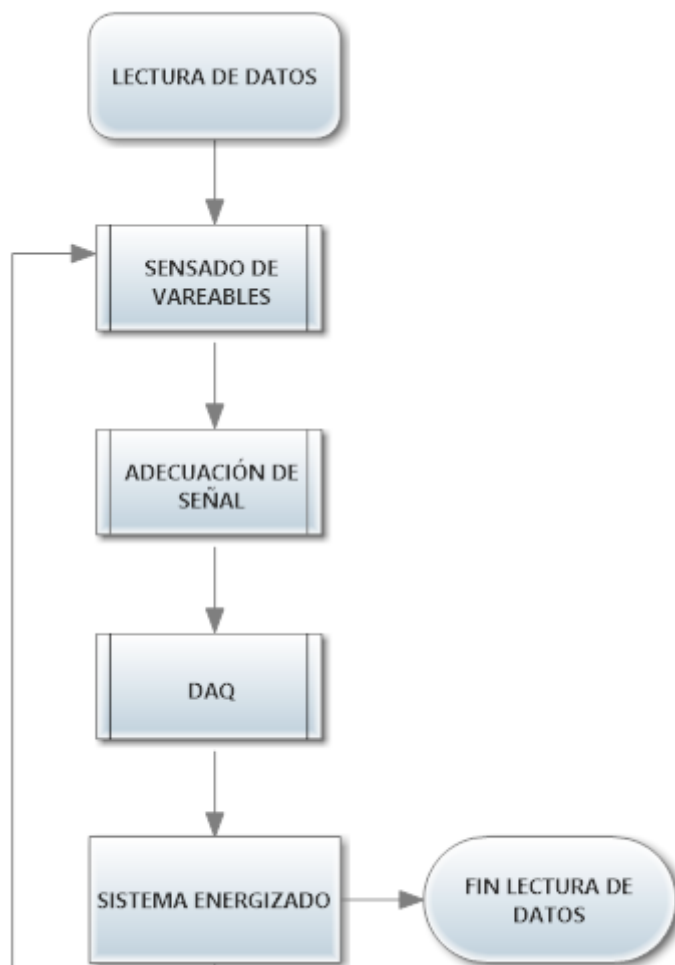 LECTURA DE DATOS
SENSADO DE
VAREABLES
ADECUACIÓN DE
SEÑAL
DAQ
SISTEMA ENERGIZADO
FIN LECTURA DE
DATOS